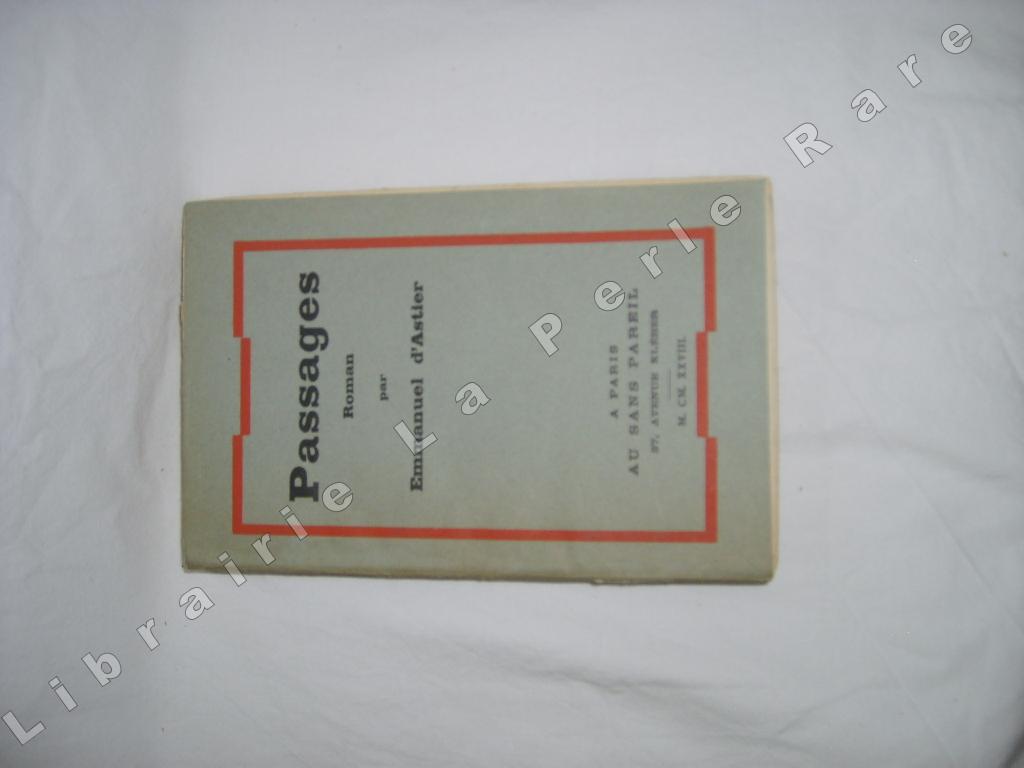 Passages
Roman
par
Emmanuel d'Astier
A PARIS
AU SANS PAREIL
37, AVENUE KLÉBER
M. CM. XXVIII.
Librairie La Perle Rare